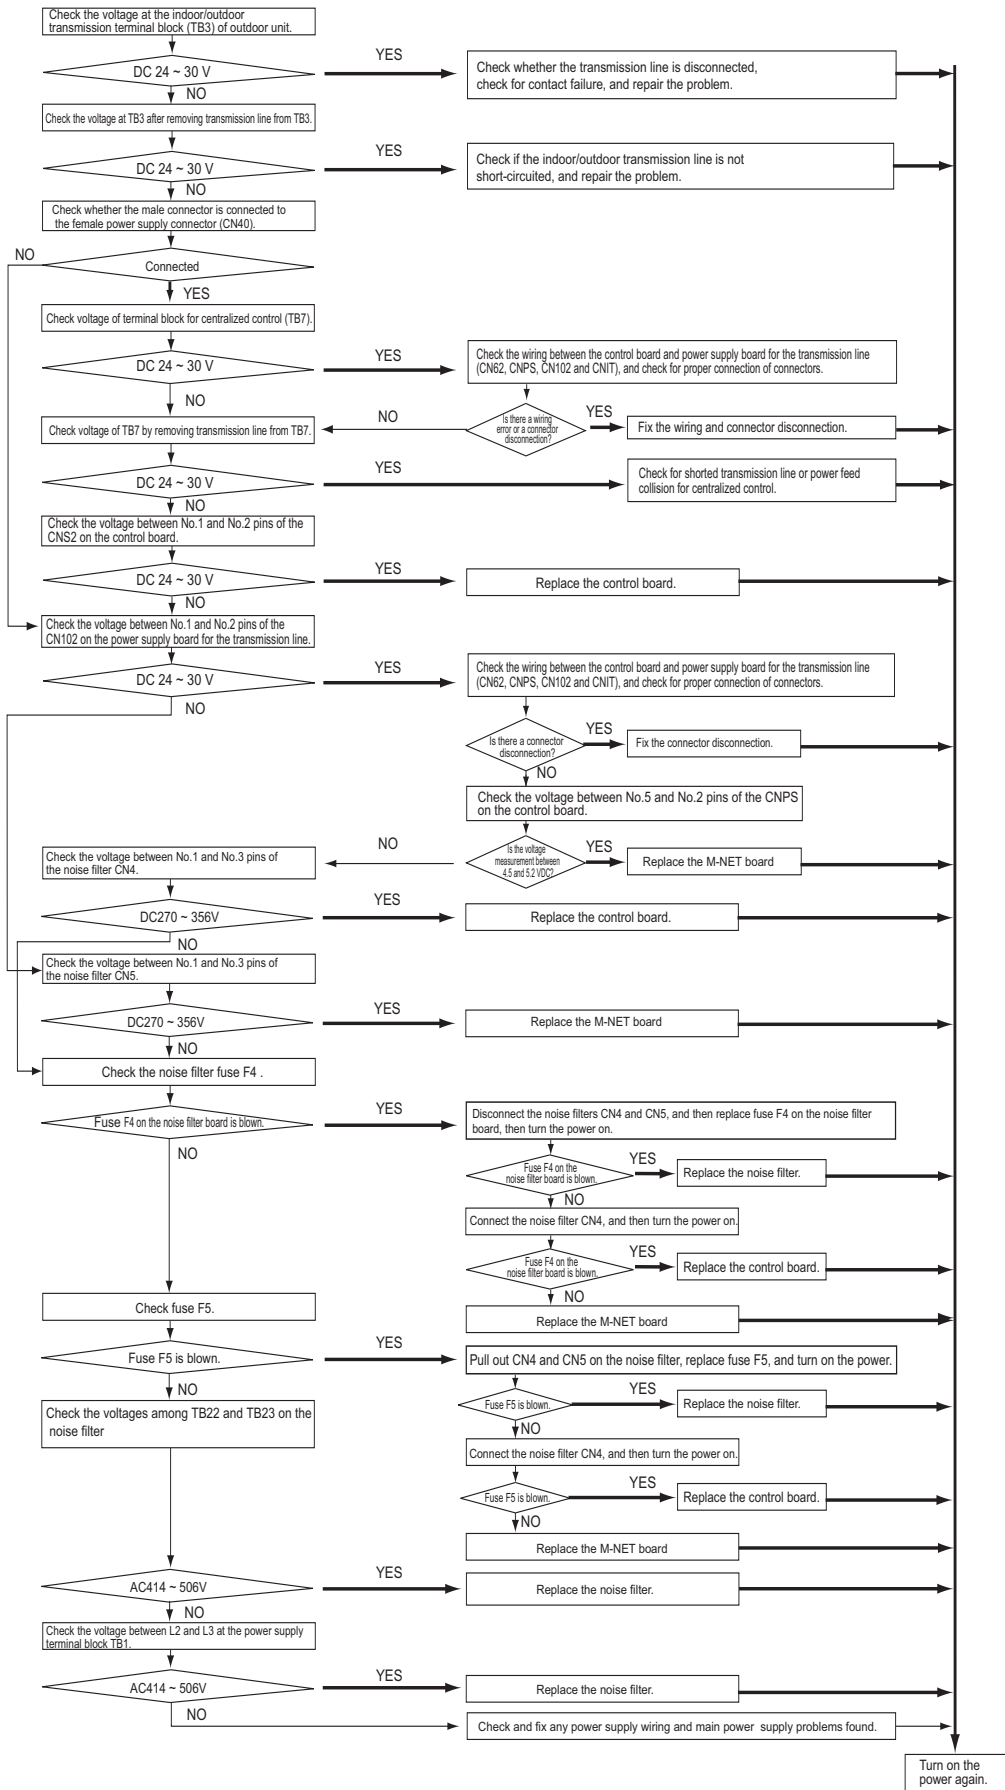 Check the voltage at the indoor/outdoor
transmission terminal block (TB3) of outdoor unit.
DC 24 ~ 30 V
YES
Check whether the transmission line is disconnected,
check for contact failure, and repair the problem.
NO
Check the voltage at TB3 after removing transmission line from TB3.
DC 24 ~ 30 V
YES
Check if the indoor/outdoor transmission line is not
short-circuited, and repair the problem.
NO
Check whether the male connector is connected to
the female power supply connector (CN40).
NO
Connected
YES
Check voltage of terminal block for centralized control (TB7).
DC 24 ~ 30 V
YES
Check the wiring between the control board and power supply board for the transmission line
(CN62, CNPS, CN102 and CNIT), and check for proper connection of connectors.
NO
Is there a wiring
error or a connector
disconnection?
YES
Fix the wiring and connector disconnection.
NO
Check voltage of TB7 by removing transmission line from TB7.
DC 24 ~ 30 V
YES
Check for shorted transmission line or power feed
collision for centralized control.
NO
Check the voltage between No.1 and No.2 pins of the
CNS2 on the control board.
DC 24 ~ 30 V
YES
Replace the control board.
NO
Check the voltage between No.1 and No.2 pins of the
CN102 on the power supply board for the transmission line.
DC 24 ~ 30 V
YES
Check the wiring between the control board and power supply board for the transmission line
(CN62, CNPS, CN102 and CNIT), and check for proper connection of connectors.
NO
Is there a connector
disconnection?
YES
Fix the connector disconnection.
NO
Check the voltage between No.5 and No.2 pins of the CNPS
on the control board.
Is the voltage
measurement between
4.5 and 5.2 VDC?
YES
Replace the M-NET board
NO
Check the voltage between No.1 and No.3 pins of
the noise filter CN4.
DC270 ~ 356V
YES
Replace the control board.
NO
Check the voltage between No.1 and No.3 pins of
the noise filter CN5.
DC270 ~ 356V
YES
Replace the M-NET board
NO
Check the noise filter fuse F4 .
Fuse F4 on the noise filter board is blown.
YES
Disconnect the noise filters CN4 and CN5, and then replace fuse F4 on the noise filter
board, then turn the power on.
NO
Fuse F4 on the
noise filter board is blown.
YES
Replace the noise filter.
NO
Connect the noise filter CN4, and then turn the power on.
Fuse F4 on the
noise filter board is blown.
YES
Replace the control board.
NO
Replace the M-NET board
Check fuse F5.
Fuse F5 is blown.
YES
Pull out CN4 and CN5 on the noise filter, replace fuse F5, and turn on the power.
NO
Fuse F5 is blown.
YES
Replace the noise filter.
NO
Connect the noise filter CN4, and then turn the power on.
Fuse F5 is blown.
YES
Replace the control board.
NO
Replace the M-NET board
Check the voltages among TB22 and TB23 on the
noise filter
AC414 ~ 506V
YES
Replace the noise filter.
NO
Check the voltage between L2 and L3 at the power supply
terminal block TB1.
AC414 ~ 506V
YES
Replace the noise filter.
NO
Check and fix any power supply wiring and main power supply problems found.
Turn on the
power again.